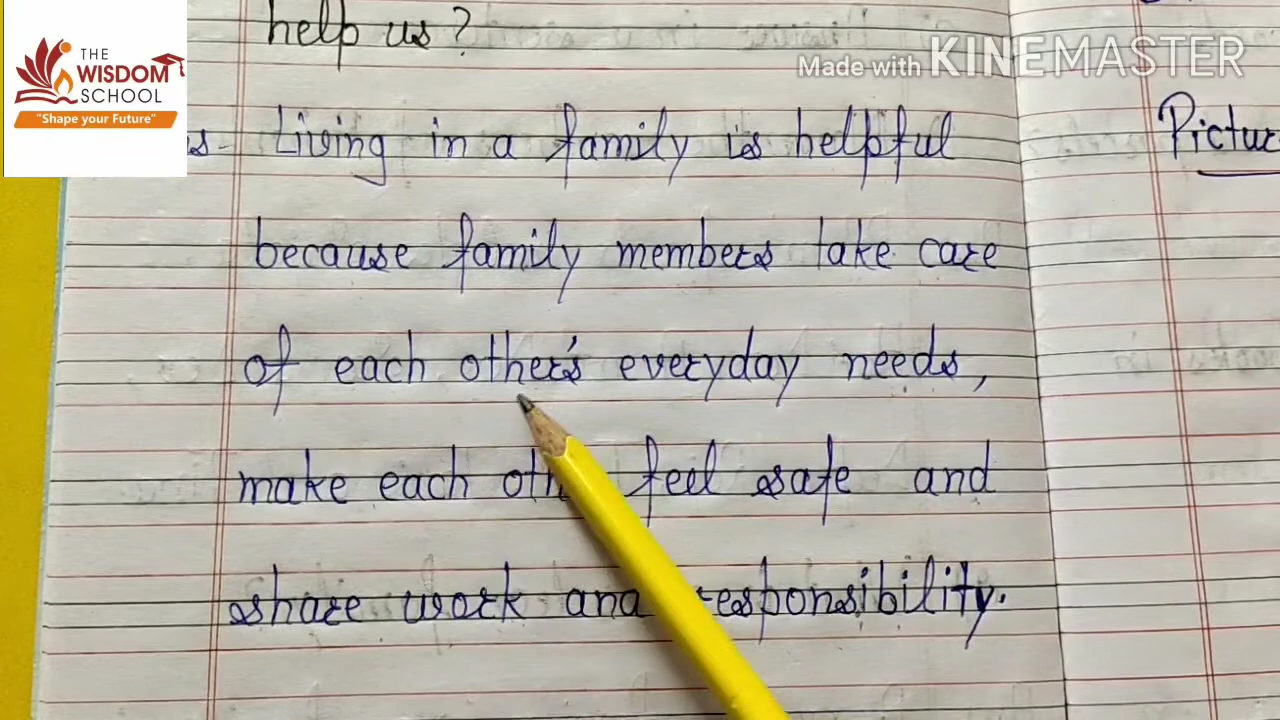 help us?
THE
WISDOM
SCHOOL
"Shape your Future"
Made with KINEMASTER
s- Living in a family is helpful
Pictur
because family members take care
of each other's everyday needs,
make each oth feel safe and
share work and responsibility.